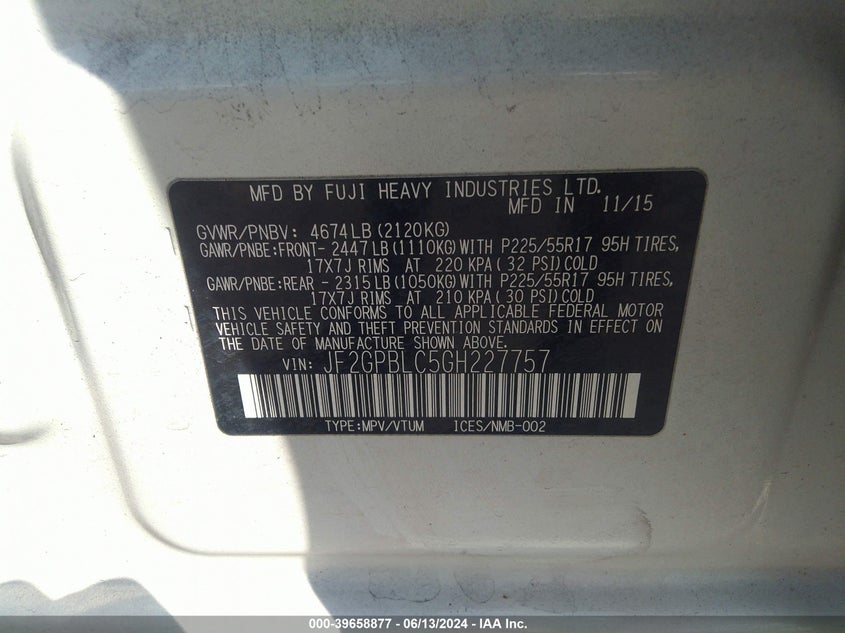 MFD BY FUJI HEAVY INDUSTRIES LTD.
MFD IN 11/15
GVWR/PNBV: 4674LB(2120KG)
GAWR/PNBE:FRONT- 2447LB(1110KG)WITH P225/55R17 95H TIRES,
17X7J RIMS AT 220 KPA(32 PSI)COLD
GAWR/PNBE:REAR - 2315LB(1050KG)WITH P225/55R17 95H TIRES,
17X7J RIMS AT 210 KPA(30 PSI)COLD
THIS VEHICLE CONFORMS TO ALL APPLICABLE FEDERAL MOTOR
VEHICLE SAFETY AND THEFT PREVENTION STANDARDS IN EFFECT ON
THE DATE OF MANUFACTURE SHOWN ABOVE.
VIN: JF2GPBLC5GH227757
TYPE:MPV/VTUM ICES/NMB-002
000-39658877 - 06/13/2024 - IAA Inc.